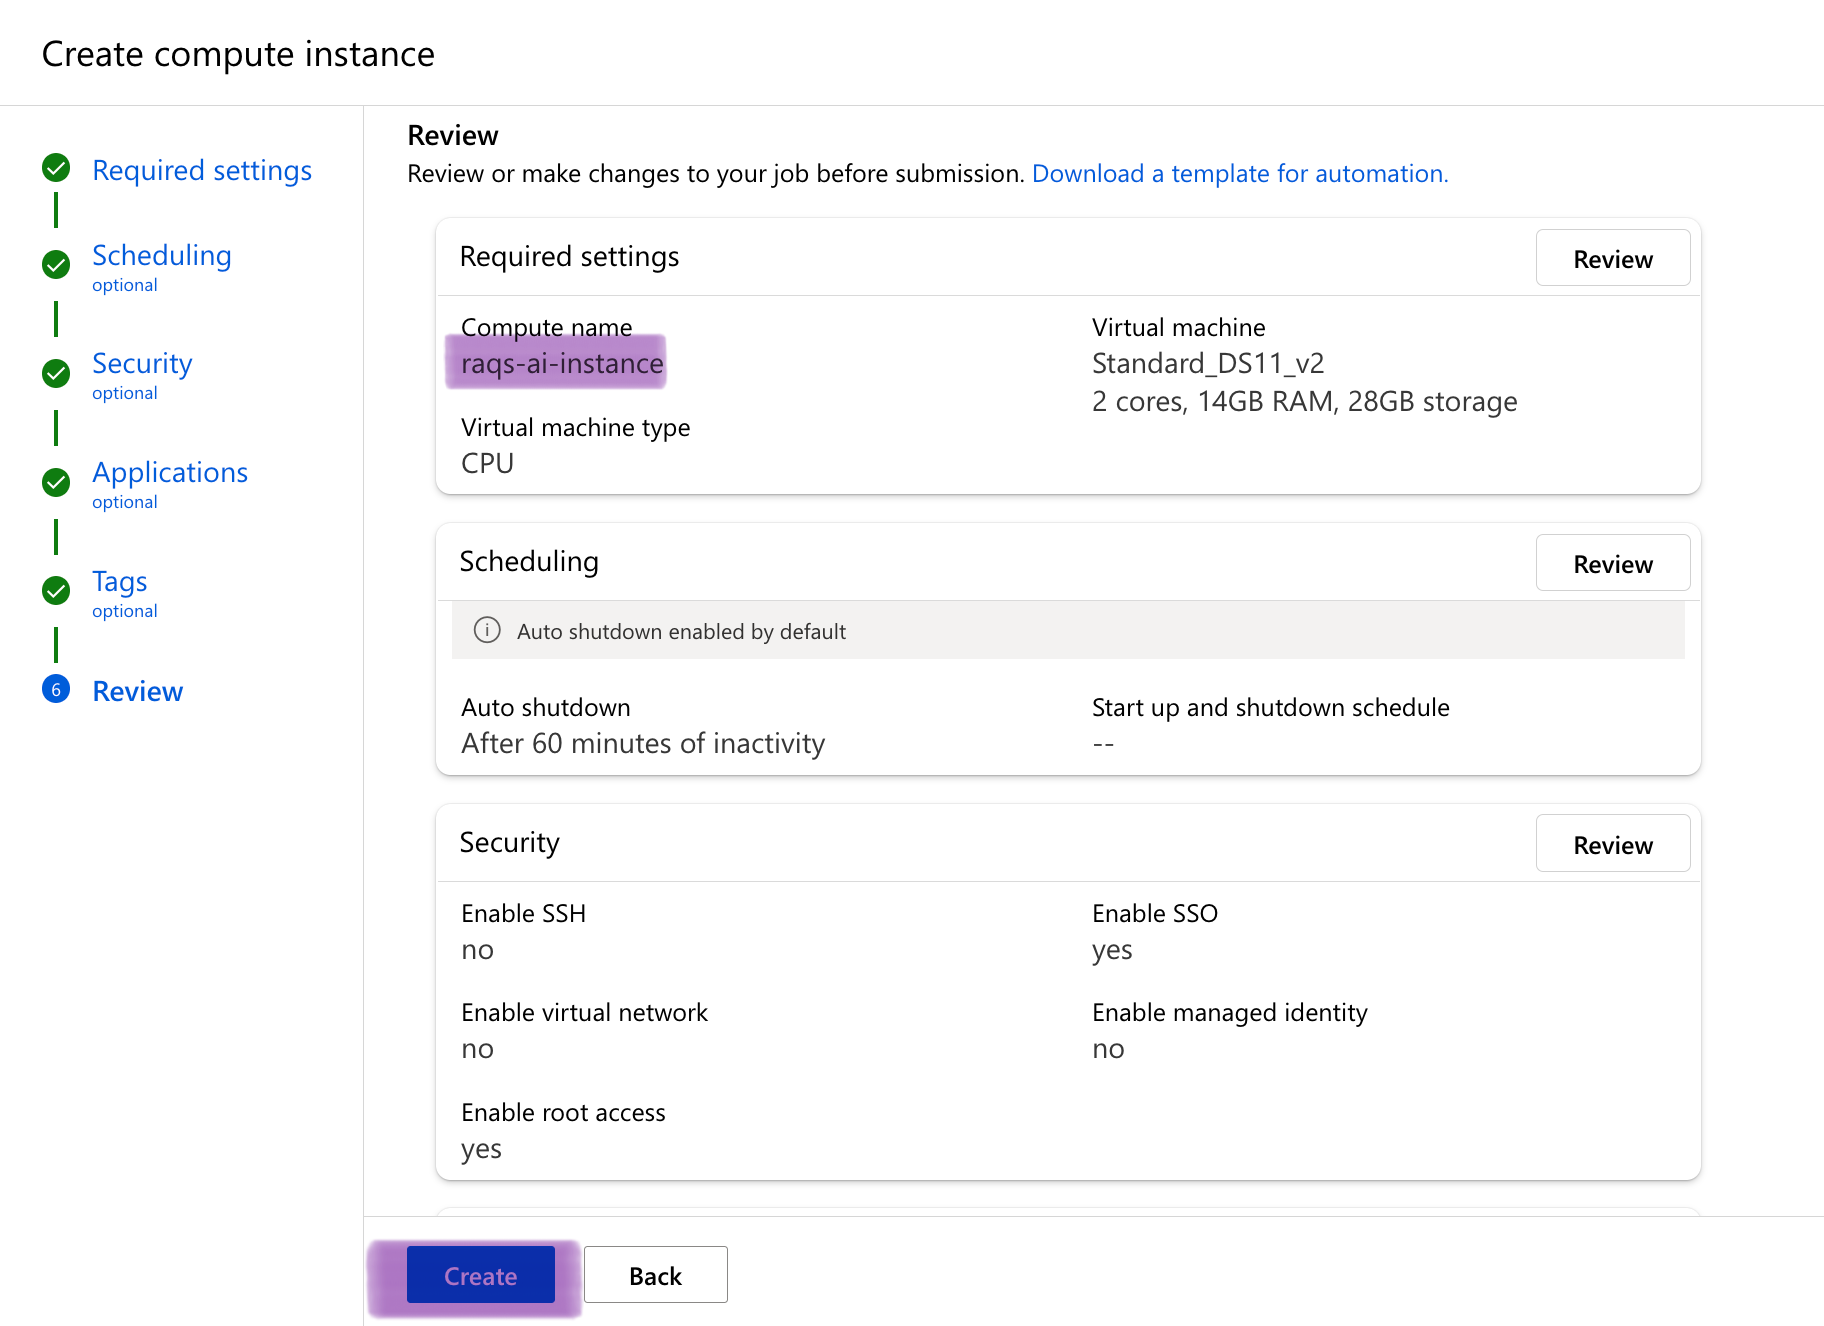 Create compute instance
Required settings
Scheduling
optional
Security
optional
Applications
optional
Tags
optional
6 Review
Review
Review or make changes to your job before submission. Download a template for automation.
Required settings
Review
Compute name
raqs-ai-instance
Virtual machine
Standard_DS11_v2
2 cores, 14GB RAM, 28GB storage
Virtual machine type
CPU
Scheduling
Review
Auto shutdown enabled by default
Auto shutdown
After 60 minutes of inactivity
Start up and shutdown schedule
--
Security
Review
Enable SSH
no
Enable SSO
yes
Enable virtual network
no
Enable managed identity
no
Enable root access
yes
Create
Back